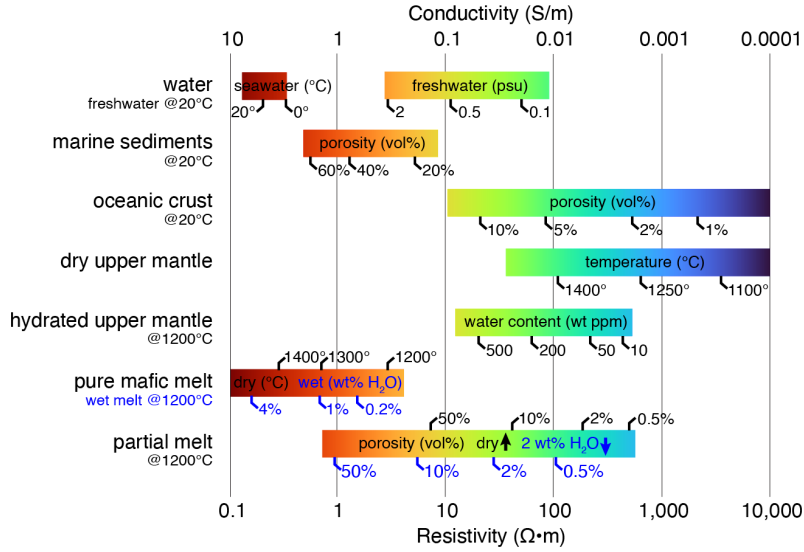 Conductivity (S/m)
10 1 0.1 0.01 0.001 0.0001
water seawater (°C) freshwater (psu)
freshwater @20°C 20° 0° 2 0.5 0.1
marine sediments porosity (vol%)
@20°C 60% 40% 20%
oceanic crust porosity (vol%)
@20°C 10% 5% 2% 1%
dry upper mantle temperature (°C)
1400° 1250° 1100°
hydrated upper mantle water content (wt ppm)
@1200°C 500 200 50 10
1400° 1300° 1200°
pure mafic melt dry (°C) wet (wt% H₂O)
wet melt @1200°C 4% 1% 0.2%
50% 10% 2% 0.5%
partial melt porosity (vol%) dry 2 wt% H₂O
@1200°C 50% 10% 2% 0.5%
0.1 1 10 100 1,000 10,000
Resistivity (Ω•m)